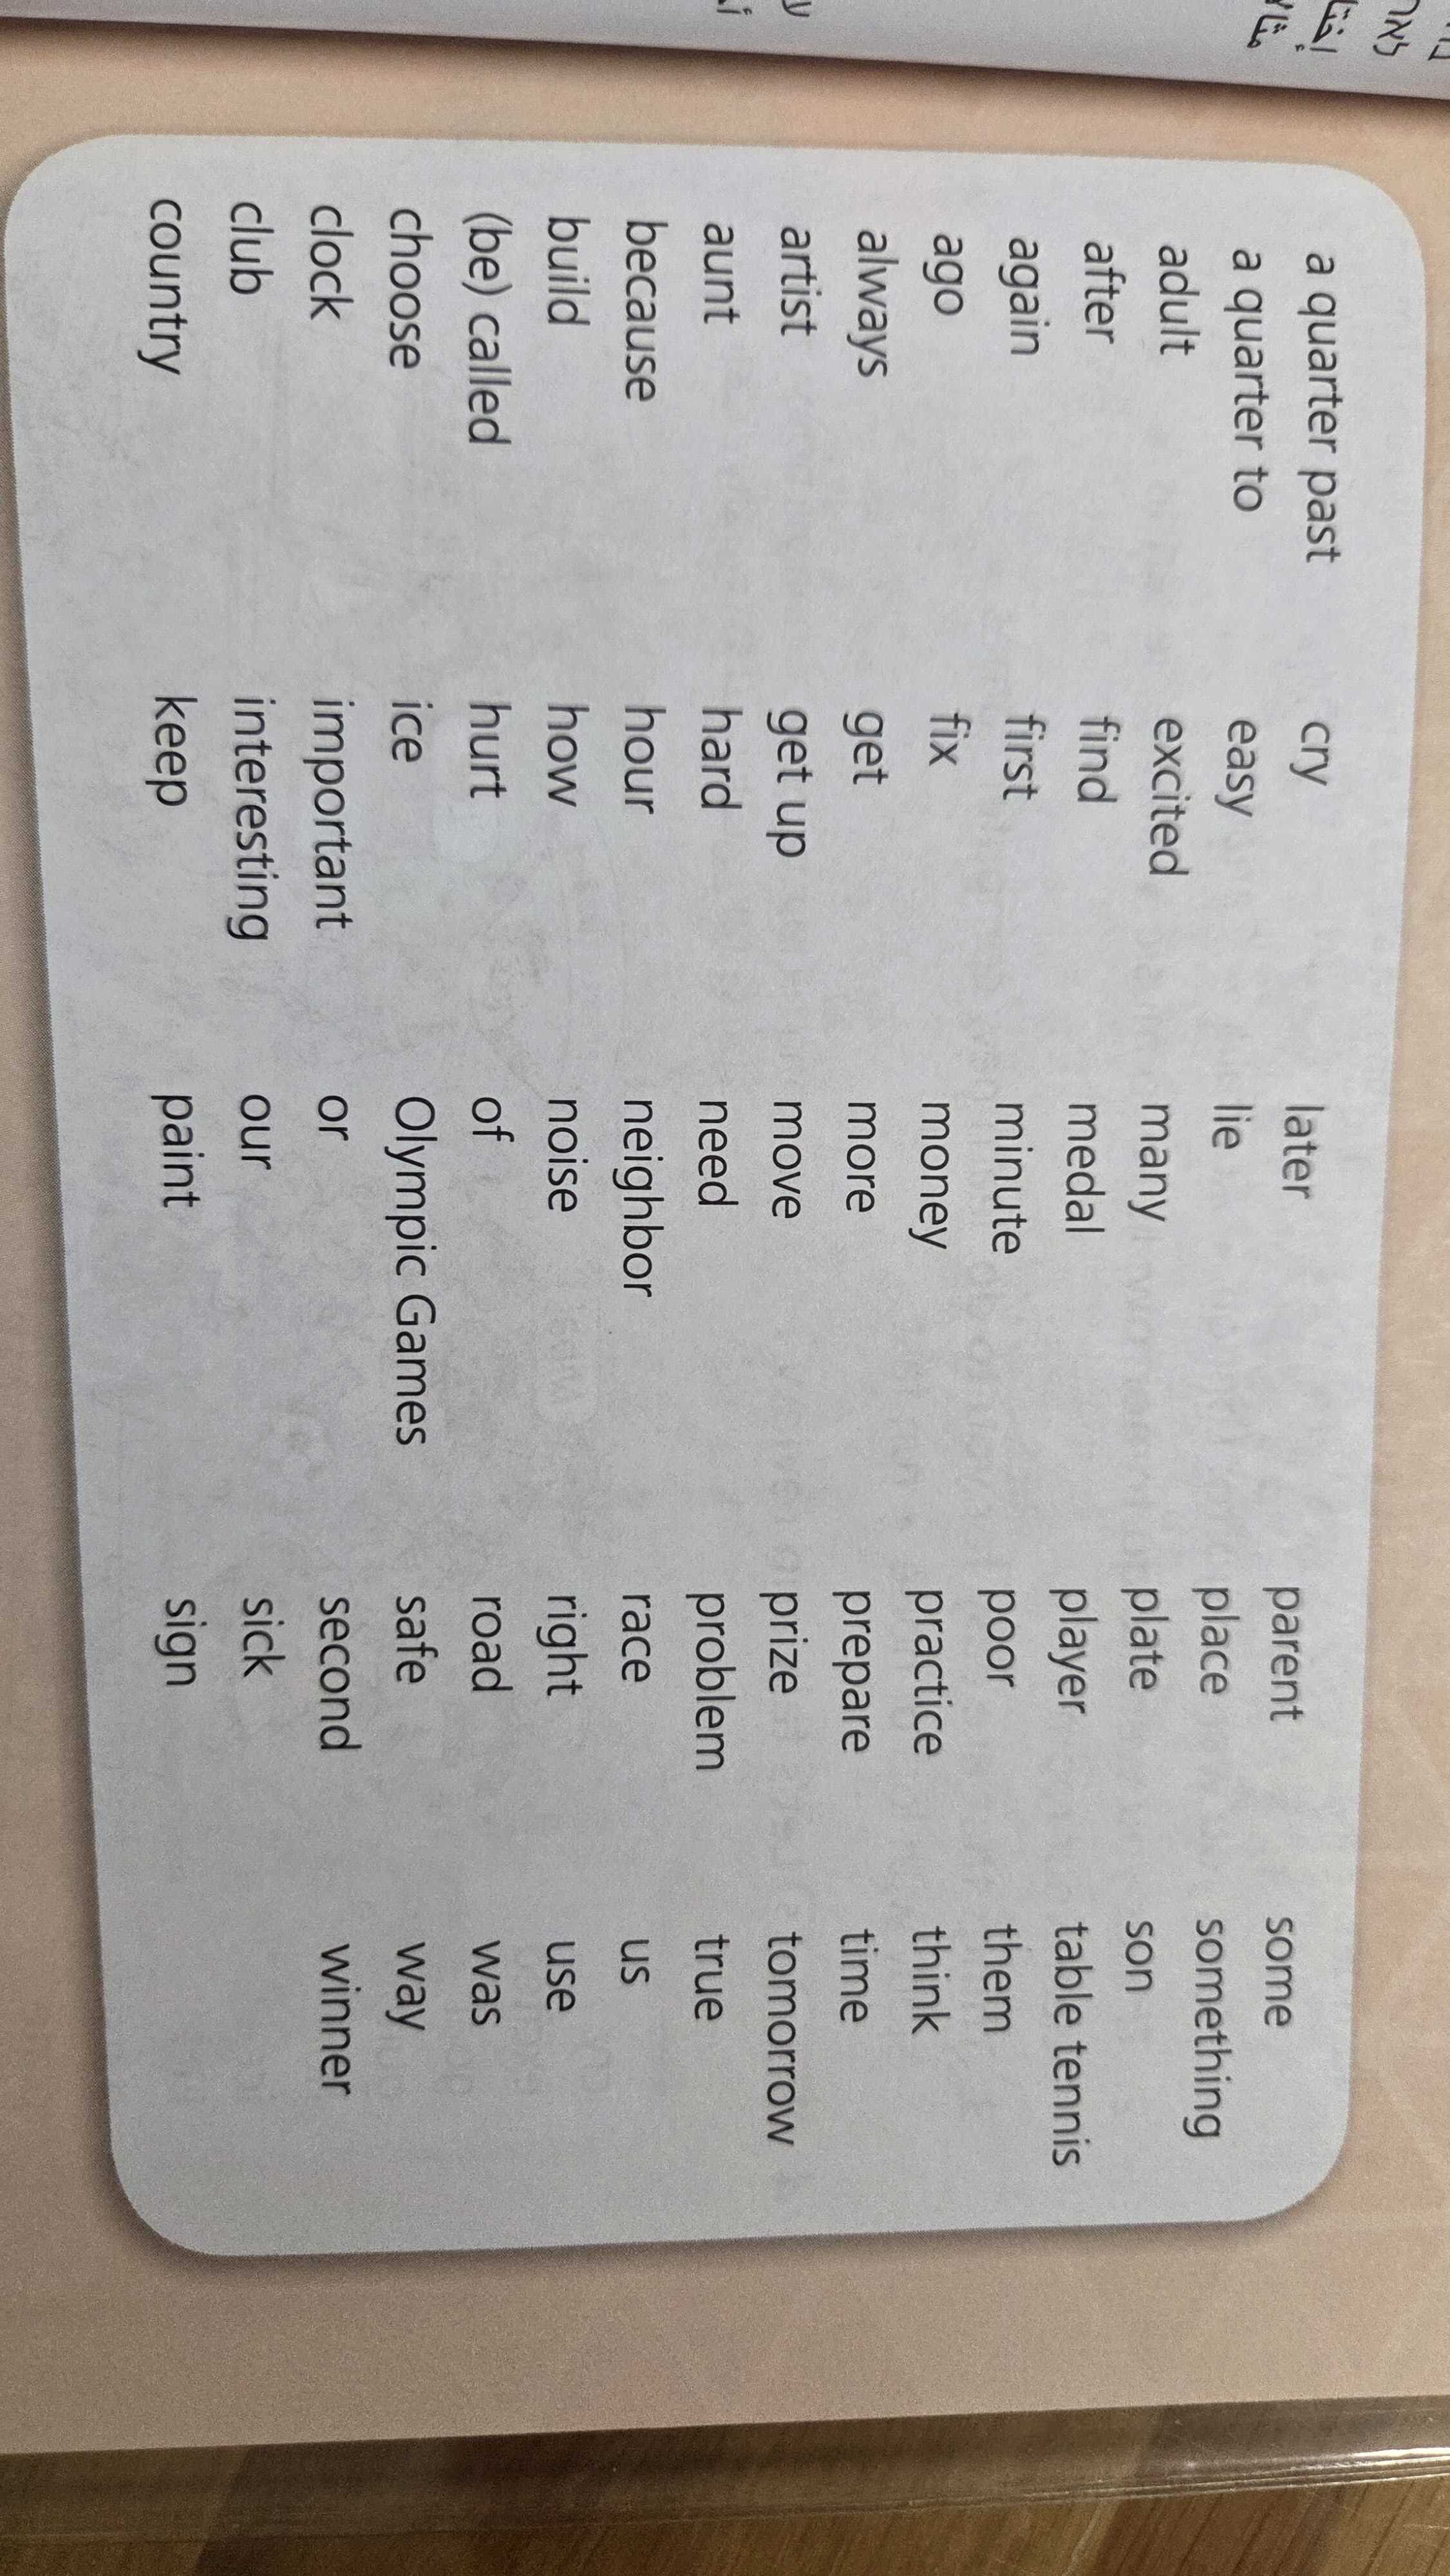 a quarter past cry later parent some
a quarter to easy lie place something
adult excited many plate son
after find medal player table tennis
again first minute poor them
ago fix money practice think
always get more prepare time
artist get up move prize tomorrow
aunt hard need problem true
because hour neighbor race us
build how noise right use
(be) called hurt of road was
choose ice Olympic Games safe way
clock important or second winner
club interesting our sick
country keep paint sign